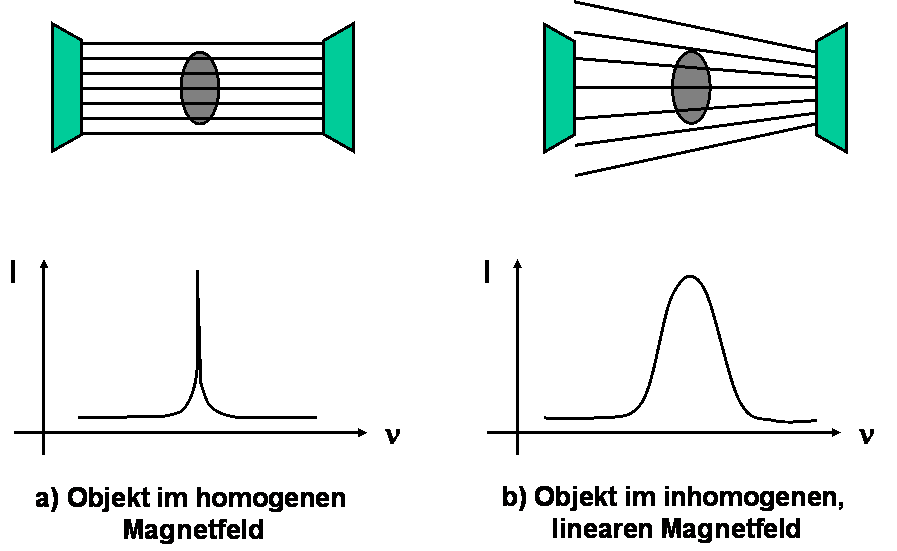 I
ν
I
ν
a) Objekt im homogenen
Magnetfeld
b) Objekt im inhomogenen,
linearen Magnetfeld